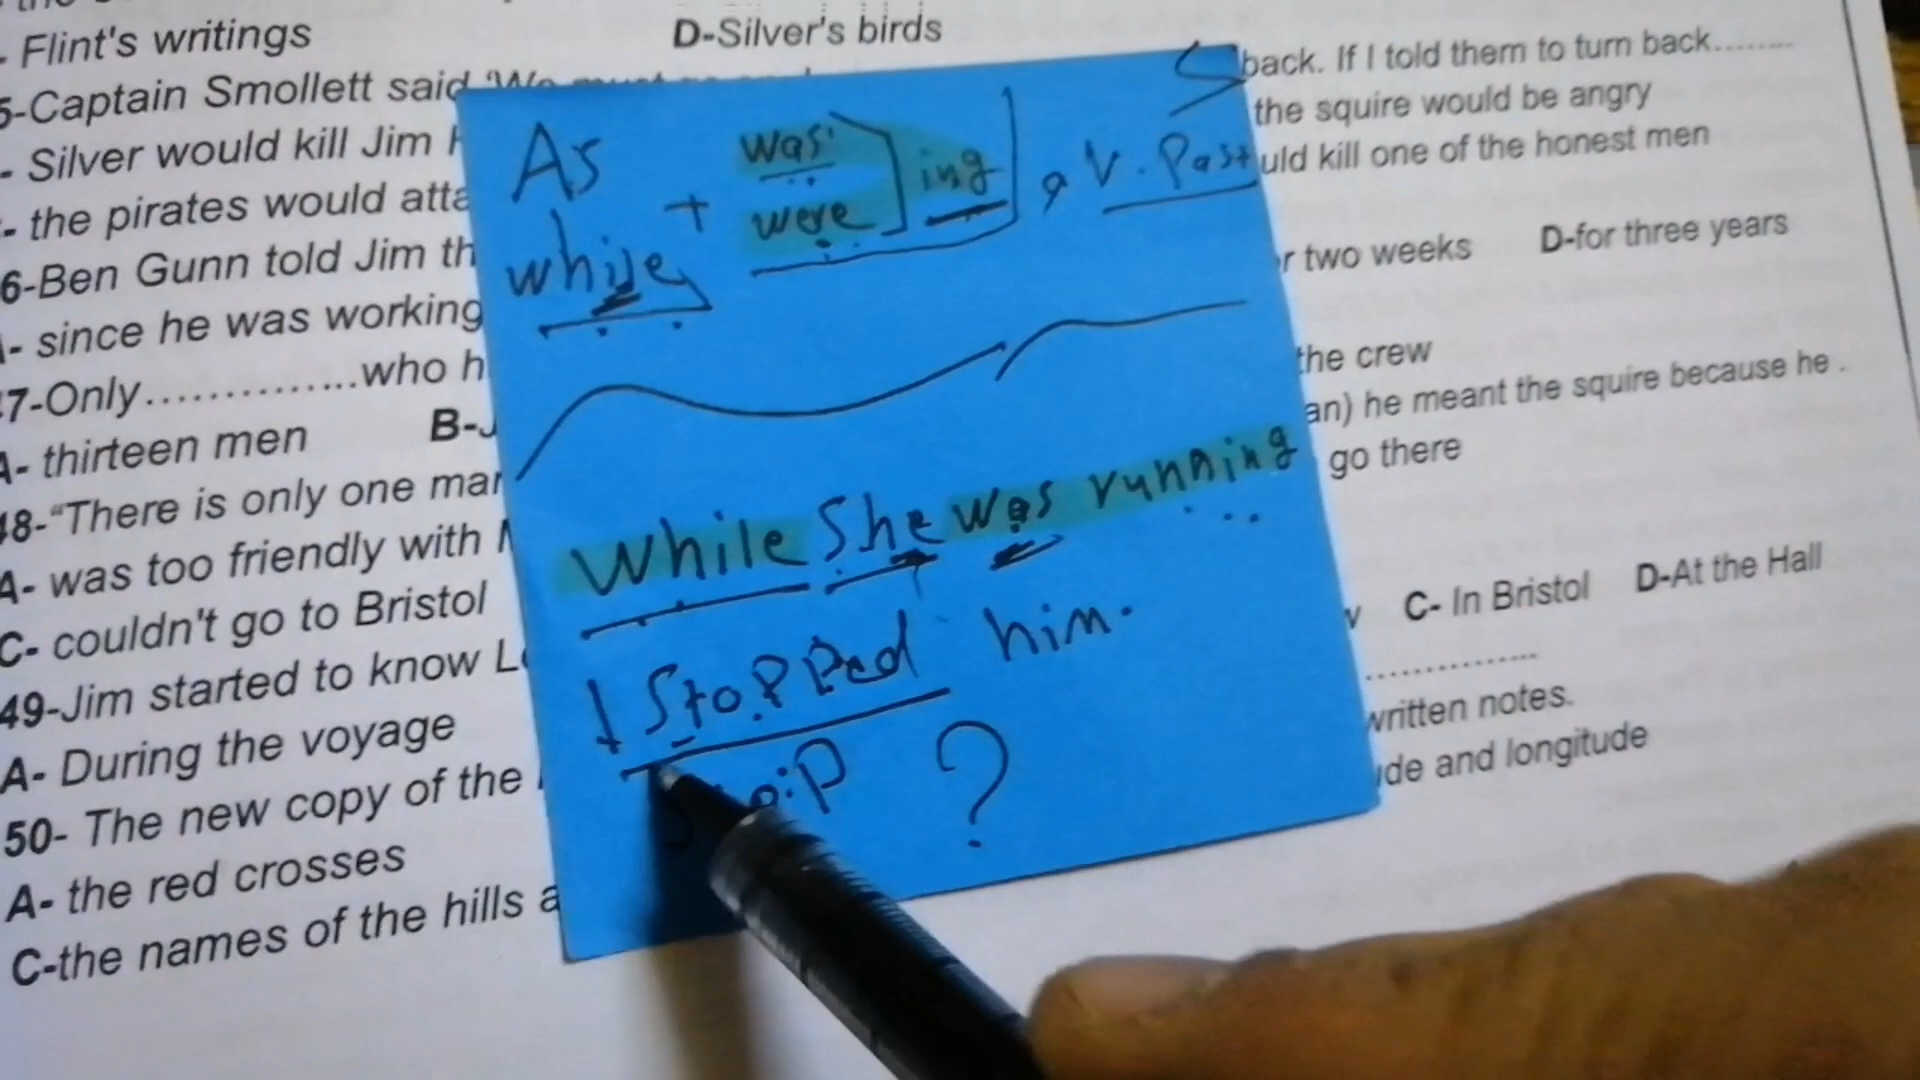 - Flint's writings D-Silver's birds
5-Captain Smollett said 'We must go on back. If I told them to turn back........
- Silver would kill Jim the squire would be angry
- the pirates would uld kill one of the honest men
6-Ben Gunn told Jim
- since he was working r two weeks D-for three years
7-Only...............who
A- thirteen men B- the crew
48-"There is only one an) he meant the squire because he .
A- was too friendly with go there
C- couldn't go to Bristol
49-Jim started to know
A- During the voyage C- In Bristol D-At the Hall
50- The new copy of the ................
A- the red crosses written notes.
C-the names of the hills de and longitude
As was
+ ing , V. Past
while were
While She was running
I Stopped him.
?